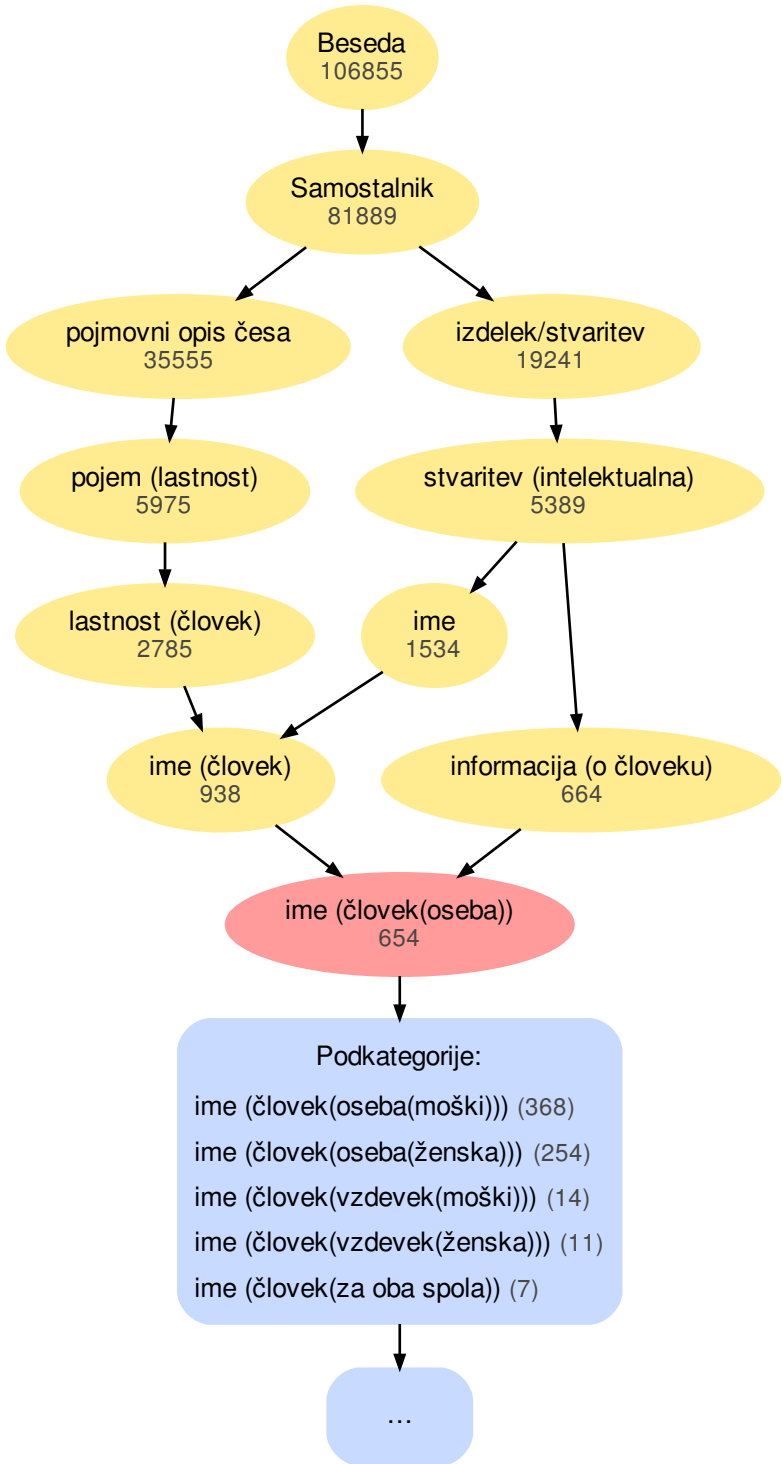 Beseda
106855
Samostalnik
81889
pojmovni opis česa
35555
izdelek/stvaritev
19241
pojem (lastnost)
5975
stvaritev (intelektualna)
5389
lastnost (človek)
2785
ime
1534
ime (človek)
938
informacija (o človeku)
664
ime (človek(oseba))
654
Podkategorije:
ime (človek(oseba(moški))) (368)
ime (človek(oseba(ženska))) (254)
ime (človek(vzdevek(moški))) (14)
ime (človek(vzdevek(ženska))) (11)
ime (človek(za oba spola)) (7)
...